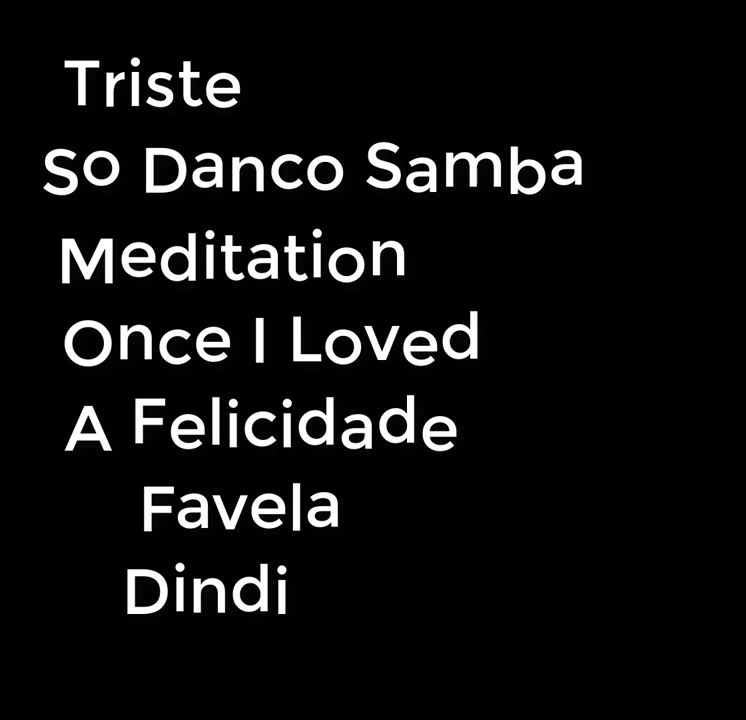 Triste
So Danco Samba
Meditation
Once I Loved
A Felicidade
Favela
Dindi